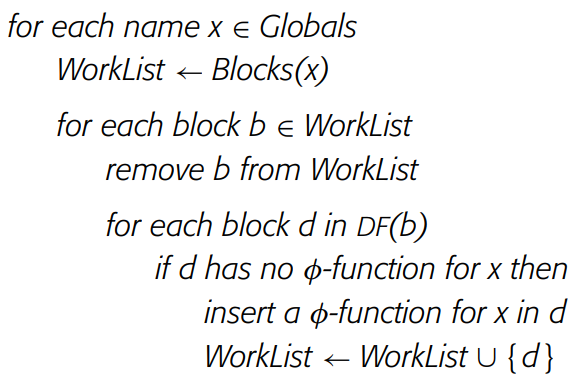 for each name x ∈ Globals
WorkList ← Blocks(x)
for each block b ∈ WorkList
remove b from WorkList
for each block d in DF(b)
if d has no ϕ-function for x then
insert a ϕ-function for x in d
WorkList ← WorkList ∪ {d}